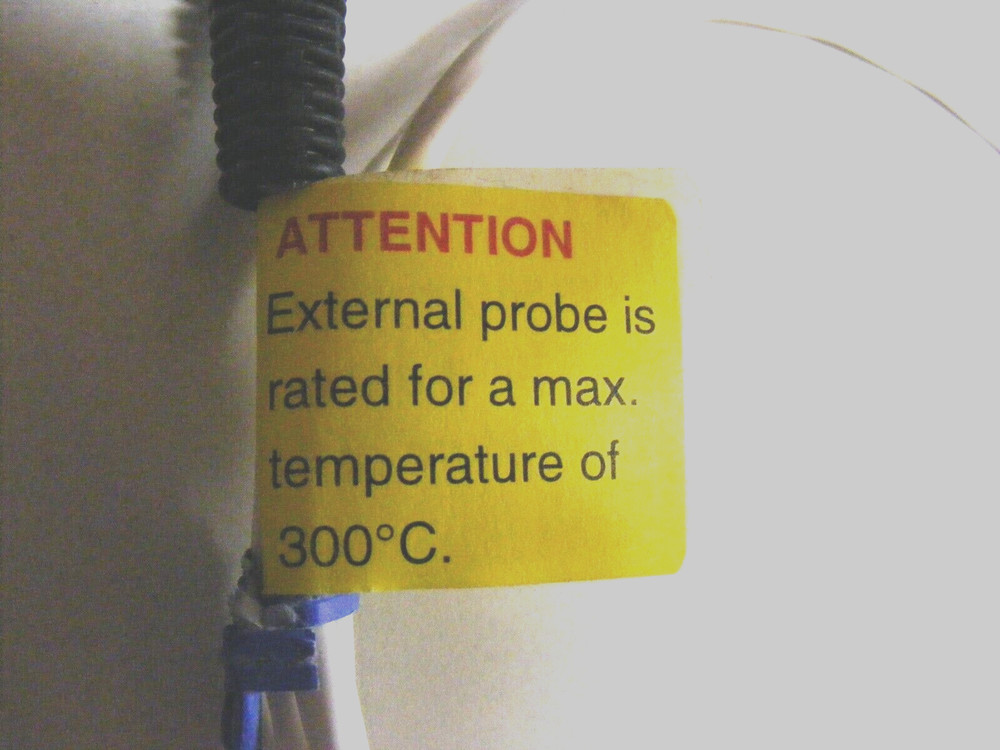 ATTENTION
External probe is
rated for a max.
temperature of
300°C.